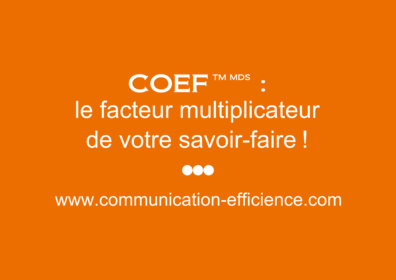 COEF™ MDS :
le facteur multiplicateur
de votre savoir-faire !
www.communication-efficience.com